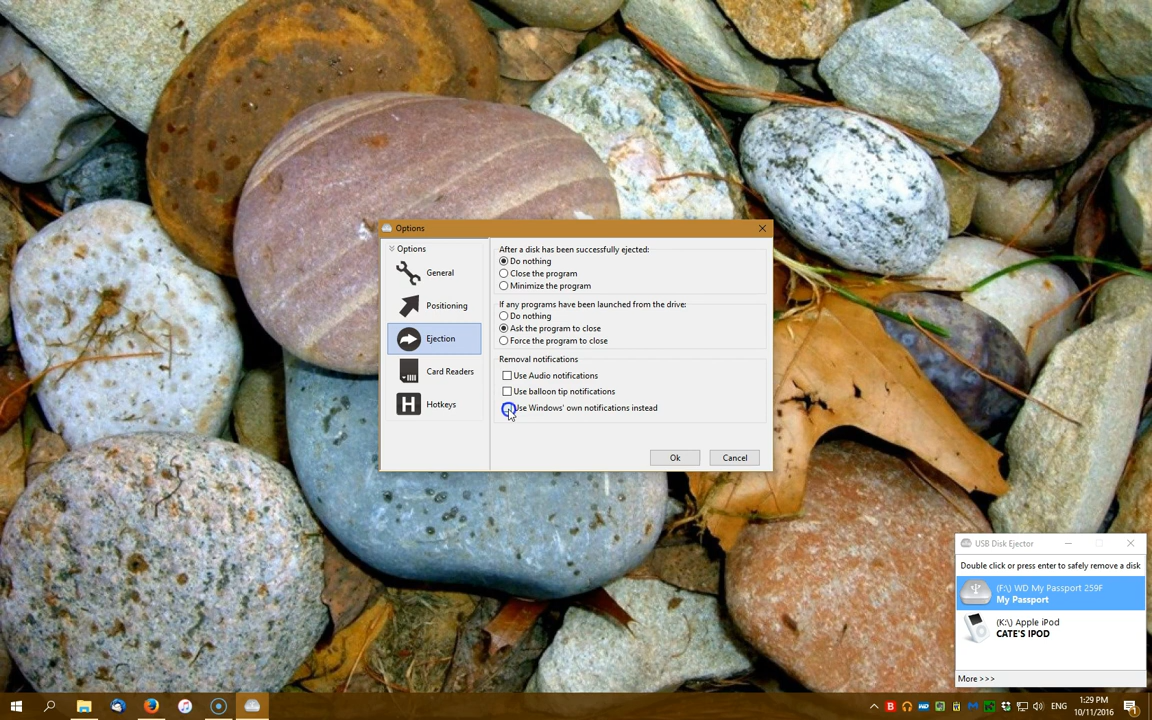 Options
Options
General
Positioning
Ejection
Card Readers
Hotkeys
After a disk has been successfully ejected:
Do nothing
Close the program
Minimize the program
If any programs have been launched from the drive:
Do nothing
Ask the program to close
Force the program to close
Removal notifications
Use Audio notifications
Use balloon tip notifications
Use Windows' own notifications instead
Ok
Cancel
USB Disk Ejector
Double click or press enter to safely remove a disk
(F:\) WD My Passport 259F
My Passport
(K:\) Apple iPod
CATE'S IPOD
More >>>
ENG
1:29 PM
10/11/2016